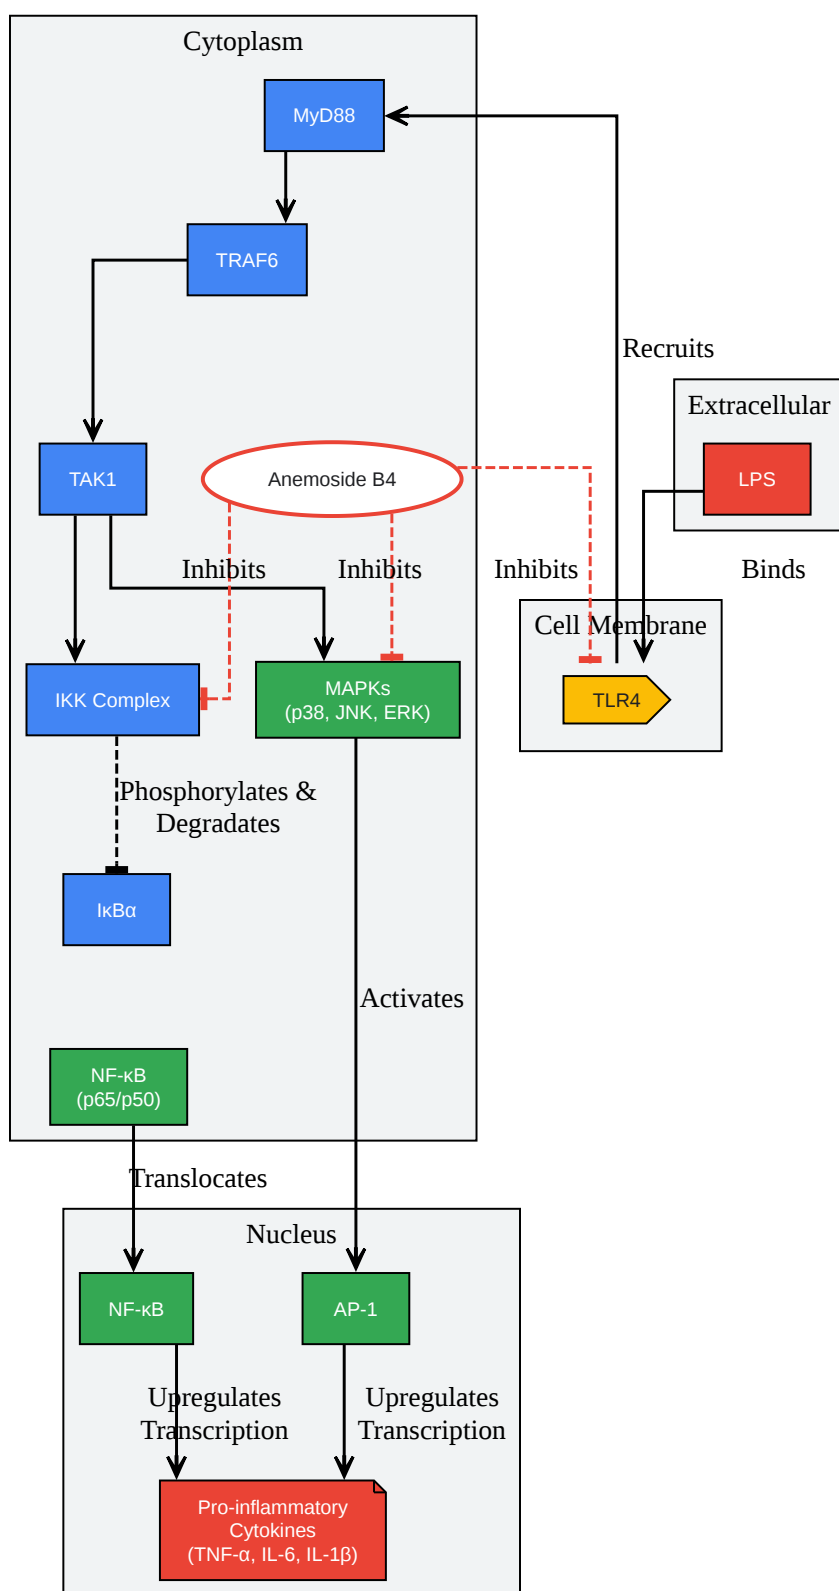 Cytoplasm
MyD88
TRAF6
Recruits
Extracellular
LPS
TAK1
Anemoside B4
Inhibits
Inhibits
Inhibits
Binds
Cell Membrane
TLR4
IKK Complex
MAPKs
(p38, JNK, ERK)
Phosphorylates &
Degradates
IκBα
Activates
NF-κB
(p65/p50)
Translocates
Nucleus
NF-κB
AP-1
Upregulates
Transcription
Upregulates
Transcription
Pro-inflammatory
Cytokines
(TNF-α, IL-6, IL-1β)